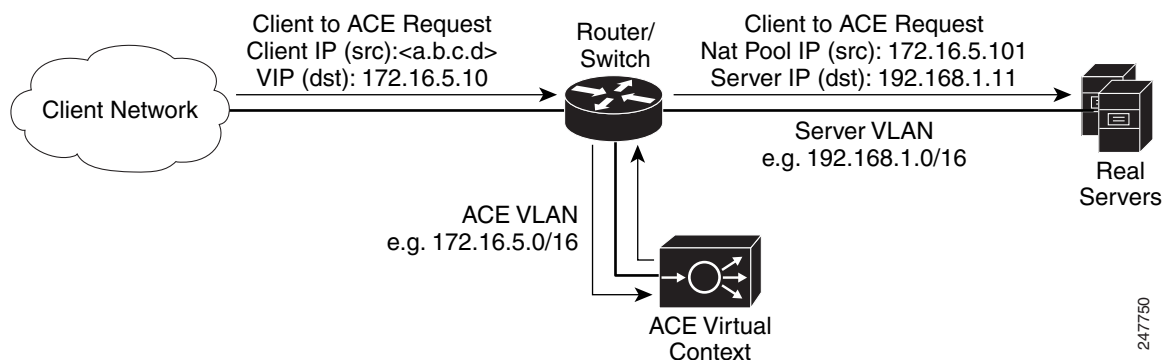 Client to ACE Request
Client IP (src):<a.b.c.d>
VIP (dst): 172.16.5.10
Router/
Switch
Client to ACE Request
Nat Pool IP (src): 172.16.5.101
Server IP (dst): 192.168.1.11
Client Network
Server VLAN
e.g. 192.168.1.0/16
Real
Servers
ACE VLAN
e.g. 172.16.5.0/16
ACE Virtual
Context
247750